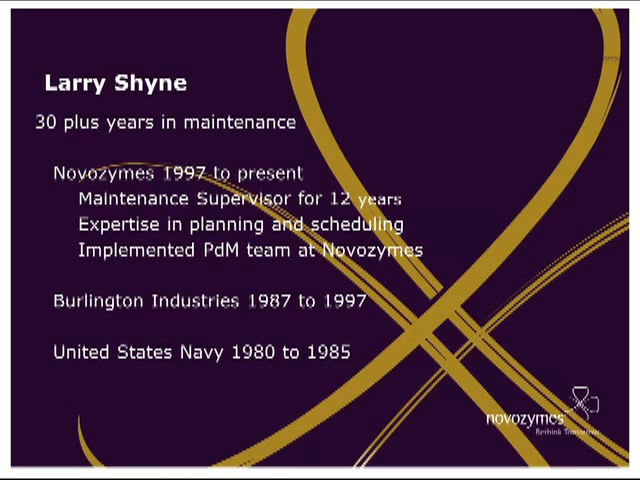 Larry Shyne
30 plus years in maintenance
Novozymes 1997 to present
Maintenance Supervisor for 12 years
Expertise in planning and scheduling
Implemented PdM team at Novozymes
Burlington Industries 1987 to 1997
United States Navy 1980 to 1985
novozymes
Rethink Tomorrow